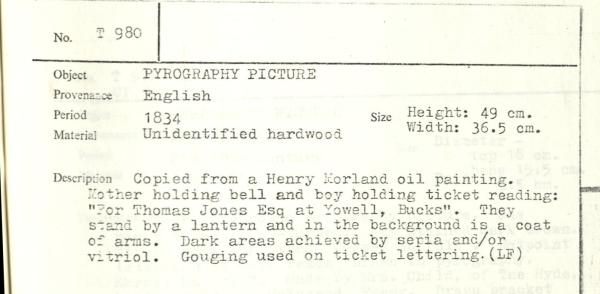 No. T 980
Object PYROGRAPHY PICTURE
Provenance English
Period 1834 Size Height: 49 cm.
Width: 36.5 cm.
Material Unidentified hardwood
Description Copied from a Henry Morland oil painting.
Mother holding bell and boy holding ticket reading:
"For Thomas Jones Esq at Yowell, Bucks". They
stand by a lantern and in the background is a coat
of arms. Dark areas achieved by seria and/or
vitriol. Gouging used on ticket lettering.(LF)